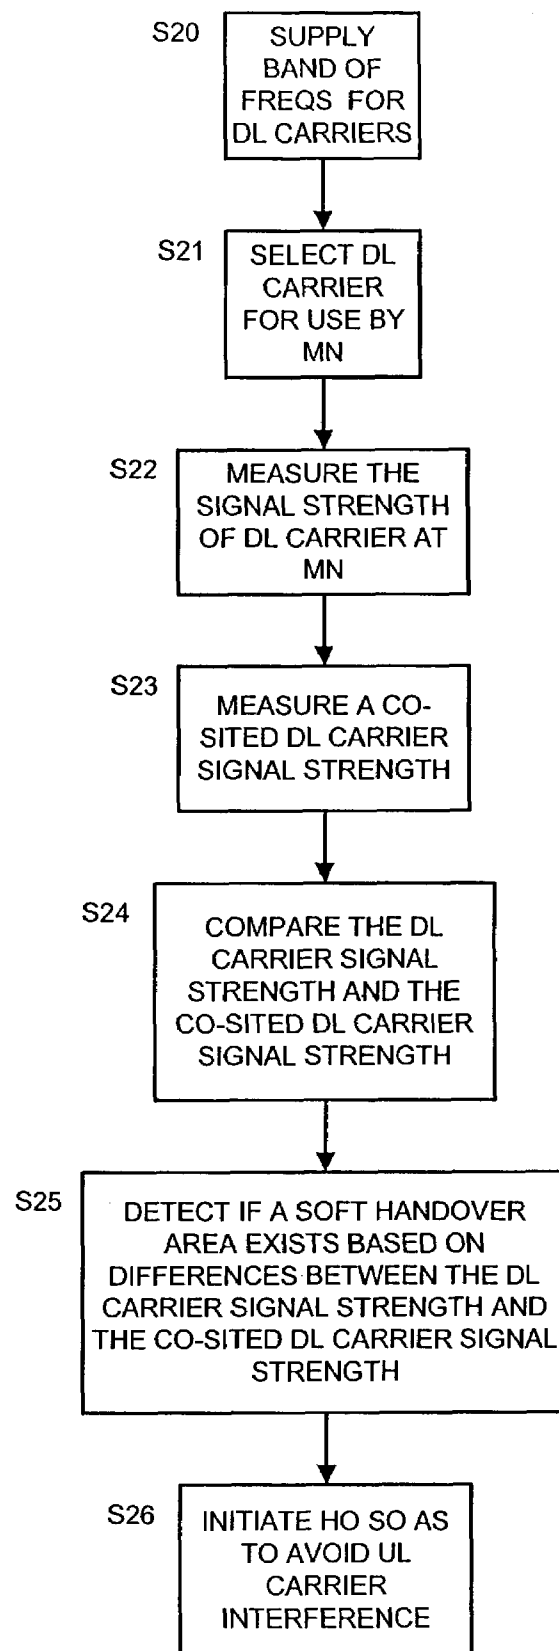 S20
SUPPLY
BAND OF
FREQS FOR
DL CARRIERS
S21
SELECT DL
CARRIER
FOR USE BY
MN
S22
MEASURE THE
SIGNAL STRENGTH
OF DL CARRIER AT
MN
S23
MEASURE A CO-
SITED DL CARRIER
SIGNAL STRENGTH
S24
COMPARE THE DL
CARRIER SIGNAL
STRENGTH AND THE
CO-SITED DL CARRIER
SIGNAL STRENGTH
S25
DETECT IF A SOFT HANDOVER
AREA EXISTS BASED ON
DIFFERENCES BETWEEN THE DL
CARRIER SIGNAL STRENGTH AND
THE CO-SITED DL CARRIER SIGNAL
STRENGTH
S26
INITIATE HO SO AS
TO AVOID UL
CARRIER
INTERFERENCE